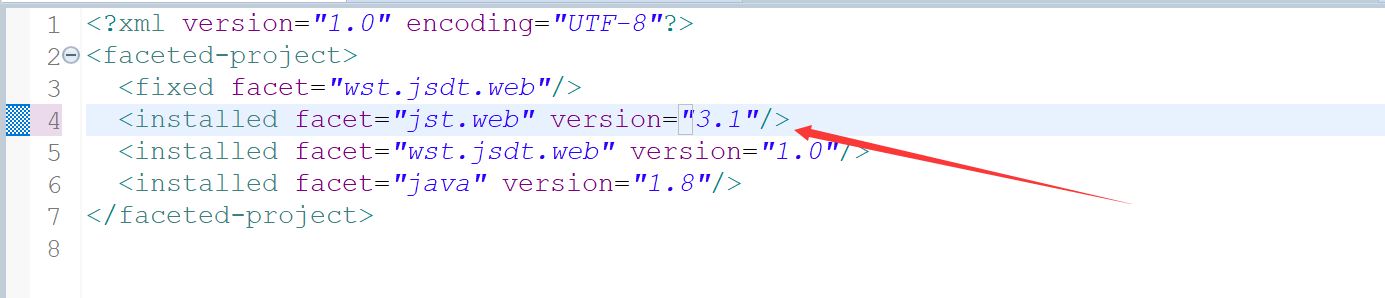 1 <?xml version="1.0" encoding="UTF-8"?>
2 <faceted-project>
3 <fixed facet="wst.jsdt.web"/>
4 <installed facet="jst.web" version="3.1"/>
5 <installed facet="wst.jsdt.web" version="1.0"/>
6 <installed facet="java" version="1.8"/>
7 </faceted-project>
8